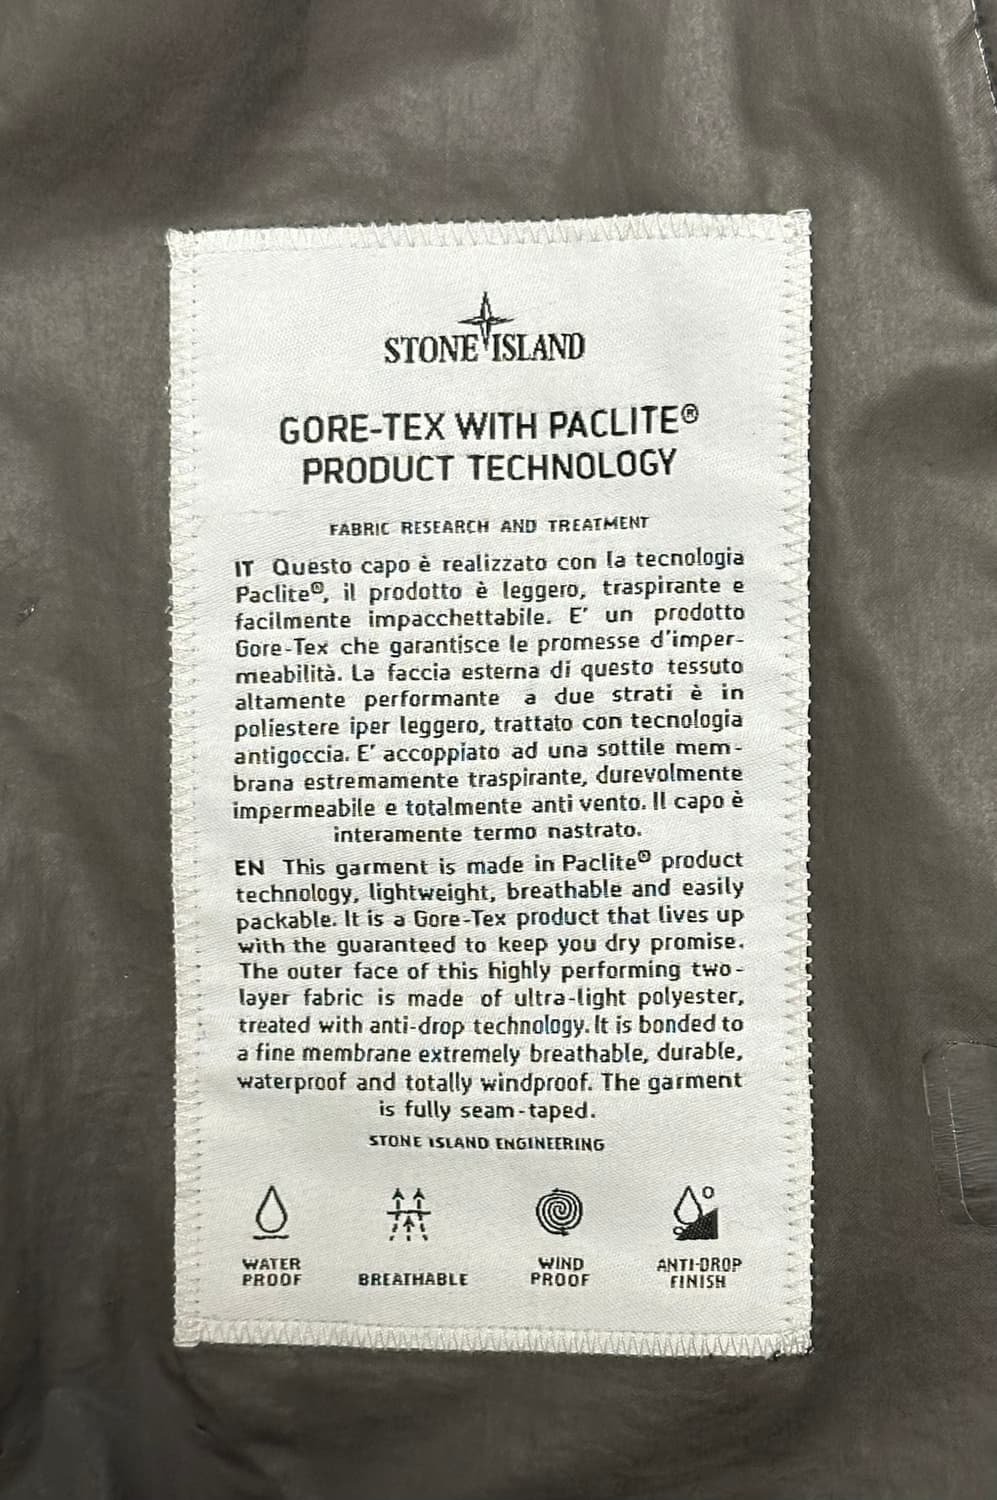 STONE ISLAND
GORE-TEX WITH PACLITE®
PRODUCT TECHNOLOGY
FABRIC RESEARCH AND TREATMENT
IT Questo capo è realizzato con la tecnologia
Paclite®, il prodotto è leggero, traspirante e
facilmente impacchettabile. E' un prodotto
Gore-Tex che garantisce le promesse d'imper-
meabilità. La faccia esterna di questo tessuto
altamente performante a due strati è in
poliestere iper leggero, trattato con tecnologia
antigoccia. E' accoppiato ad una sottile mem-
brana estremamente traspirante, durevolmente
impermeabile e totalmente anti vento. Il capo è
interamente termo nastrato.
EN This garment is made in Paclite® product
technology, lightweight, breathable and easily
packable. It is a Gore-Tex product that lives up
with the guaranteed to keep you dry promise.
The outer face of this highly performing two-
layer fabric is made of ultra-light polyester,
treated with anti-drop technology. It is bonded to
a fine membrane extremely breathable, durable,
waterproof and totally windproof. The garment
is fully seam-taped.
STONE ISLAND ENGINEERING
WATER PROOF
BREATHABLE
WIND PROOF
ANTI-DROP FINISH